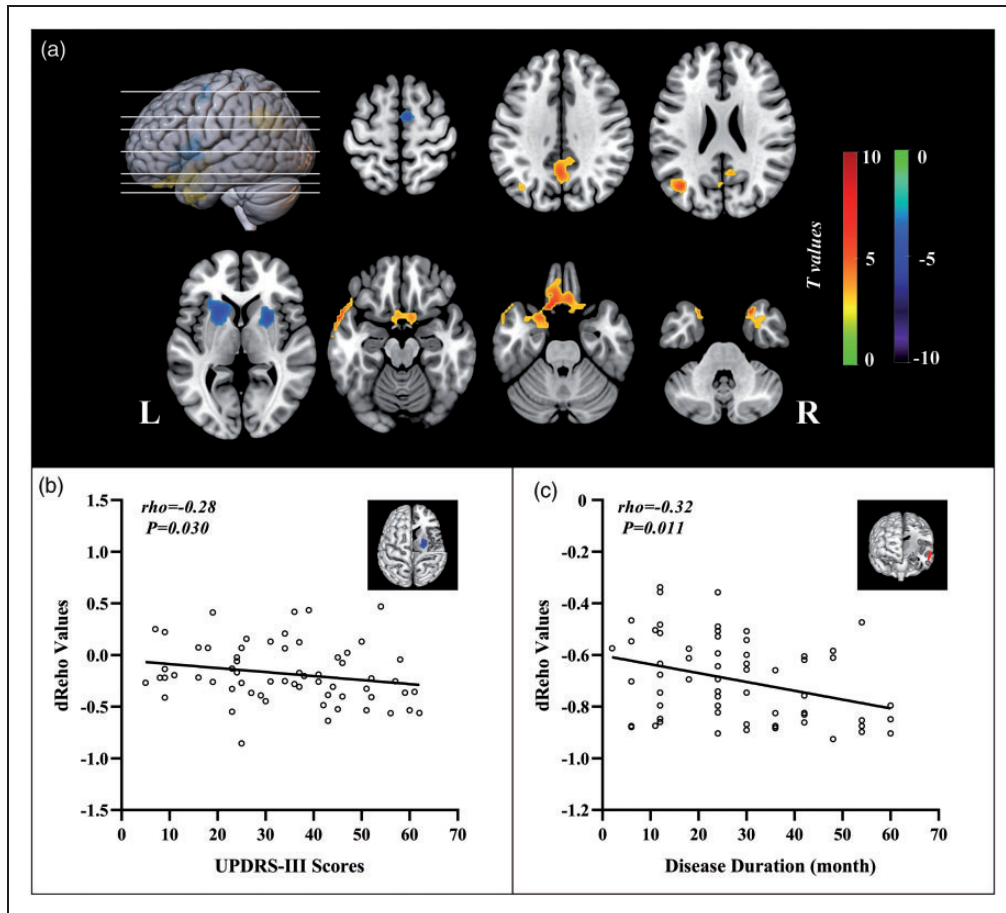 (a)
10
5
0
0
-5
-10
T values
L
R
(b)
rho=-0.28
P=0.030
1.5
1.0
0.5
0.0
-0.5
-1.0
-1.5
dReho Values
0 10 20 30 40 50 60 70
UPDRS-III Scores
(c)
rho=-0.32
P=0.011
0
-0.2
-0.4
-0.6
-0.8
-1.0
-1.2
dReho Values
0 10 20 30 40 50 60 70
Disease Duration (month)